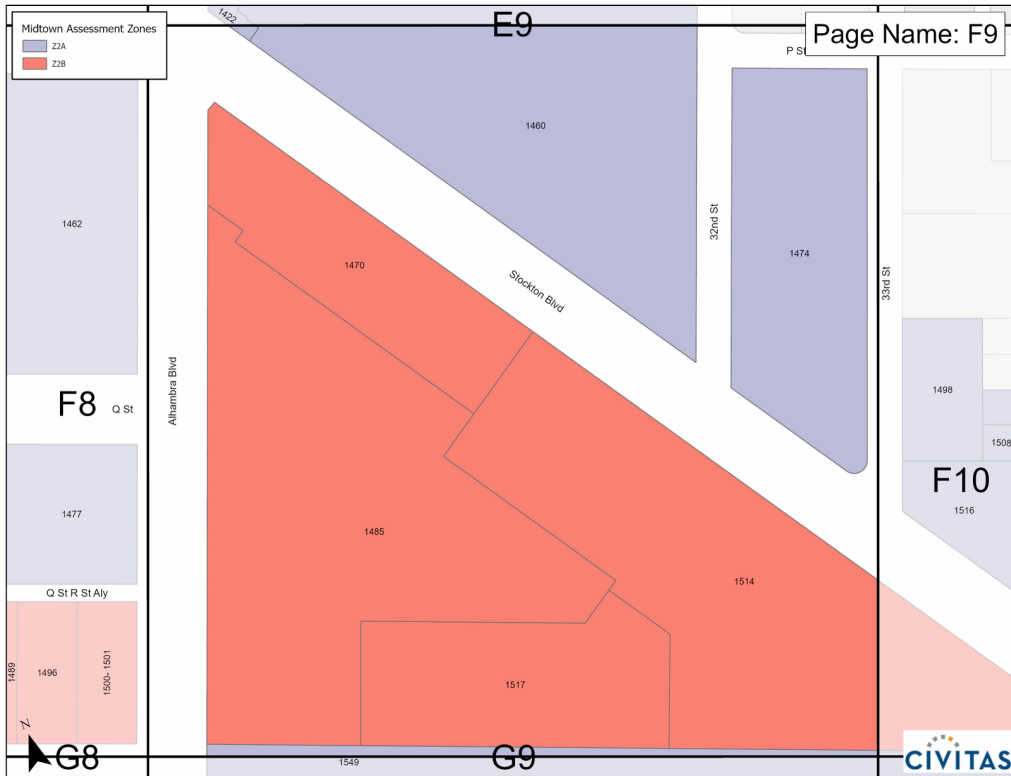 Midtown Assessment Zones
Z2A
Z2B
1422
E9
Page Name: F9
P St
1460
1462
1474
32nd St
33rd St
1470
Stockton Blvd
Alhambra Blvd
F8
Q St
1498
1508
F10
1516
1477
1485
1514
Q St R St Aly
1489
1496
1500- 1501
1517
N
G8
G9
1549
CIVITAS